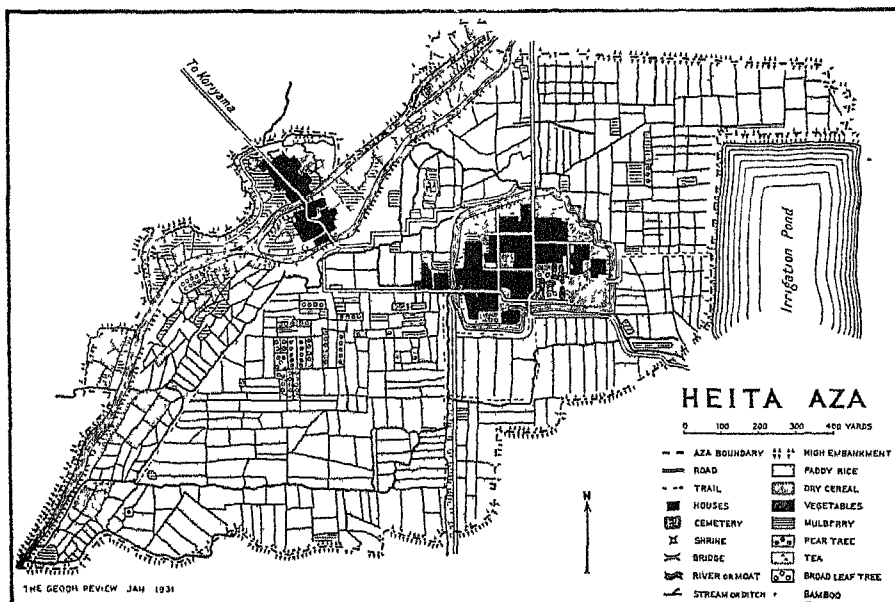 To Koriyama
Irrigation Pond
HEITA AZA
0 100 200 300 400 YARDS
AZA BOUNDARY
ROAD
TRAIL
HOUSES
CEMETERY
SHRINE
BRIDGE
RIVER OR MOAT
STREAM OR DITCH
HIGH EMBANKMENT
PADDY RICE
DRY CEREAL
VEGETABLES
MULBERRY
PEAR TREE
TEA
BROAD LEAF TREE
BAMBOO
N
THE GEOGR REVIEW JAN 1931